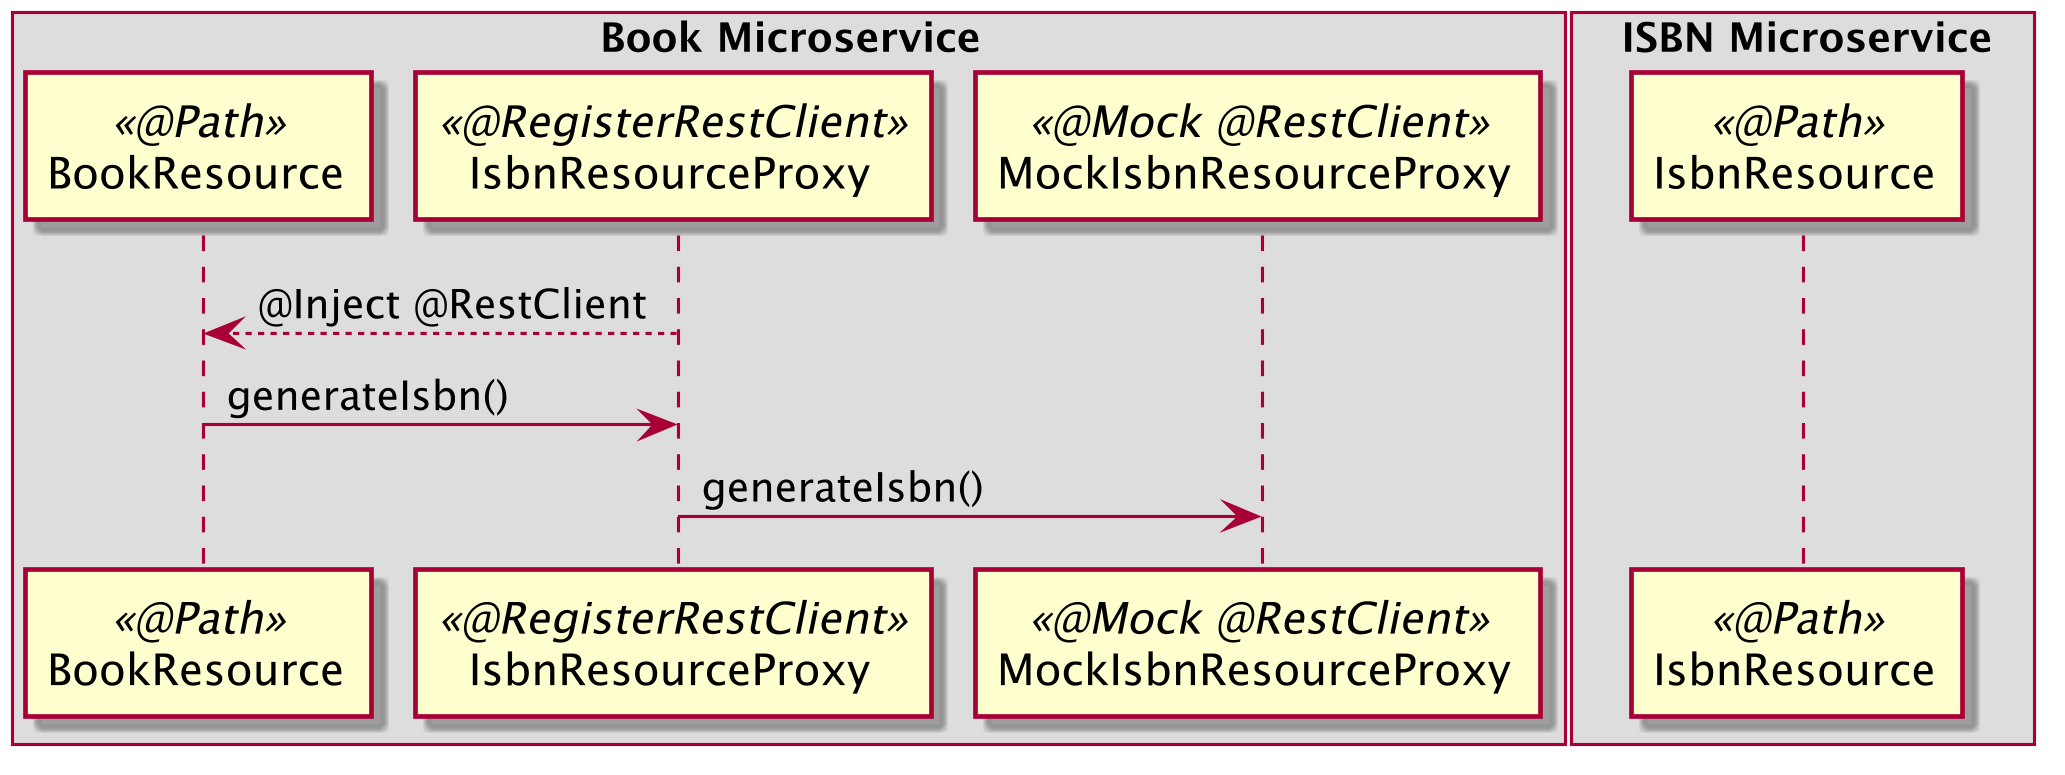 Book Microservice
ISBN Microservice
«@Path»
BookResource
«@RegisterRestClient»
IsbnResourceProxy
«@Mock @RestClient»
MockIsbnResourceProxy
«@Path»
IsbnResource
@Inject @RestClient
generateIsbn()
generateIsbn()
«@Path»
BookResource
«@RegisterRestClient»
IsbnResourceProxy
«@Mock @RestClient»
MockIsbnResourceProxy
«@Path»
IsbnResource